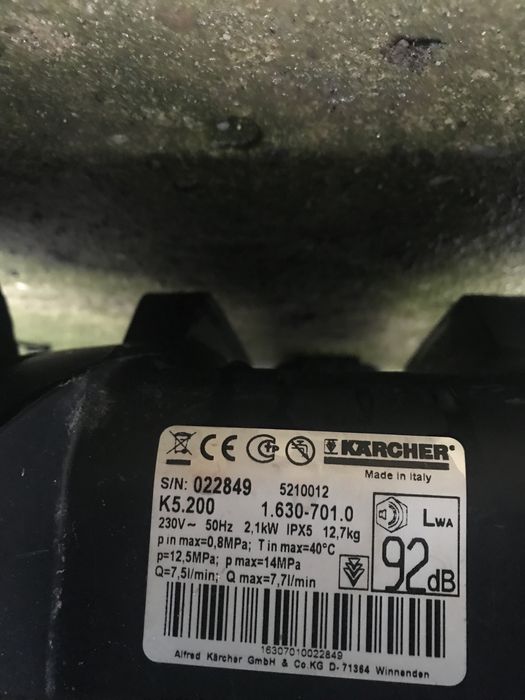 CE KÄRCHER®
Made in Italy
S/N: 022849 5210012
K5.200 1.630-701.0
230V~ 50Hz 2,1kW IPX5 12,7kg
p in max=0,8MPa; T in max=40°C
p=12,5MPa; p max=14MPa
Q=7,5l/min; Q max=7,7l/min
LWA
92dB
16307010022849
Alfred Kärcher GmbH & Co.KG D-71364 Winnenden